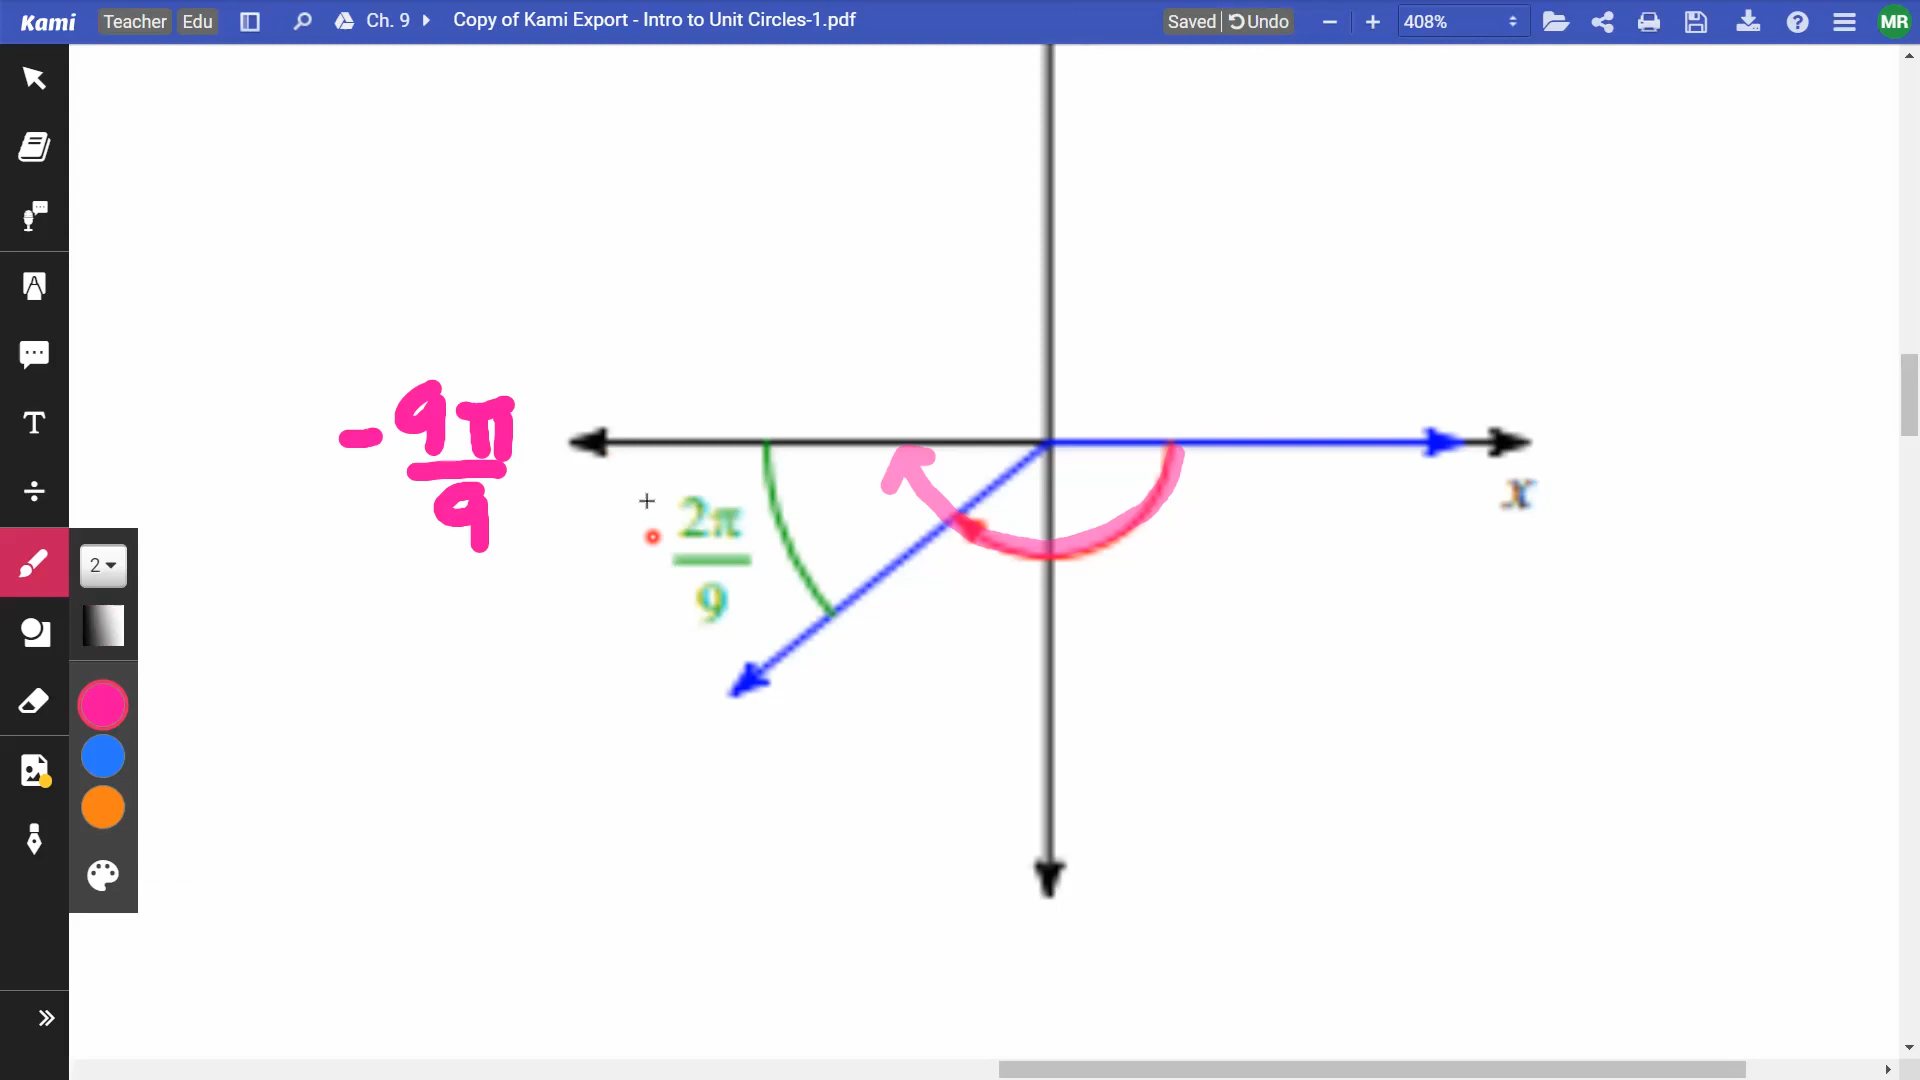 Kami Teacher Edu Ch. 9 Copy of Kami Export - Intro to Unit Circles-1.pdf Saved Undo 408% MR
-9π
9
x
2π
9
T
2